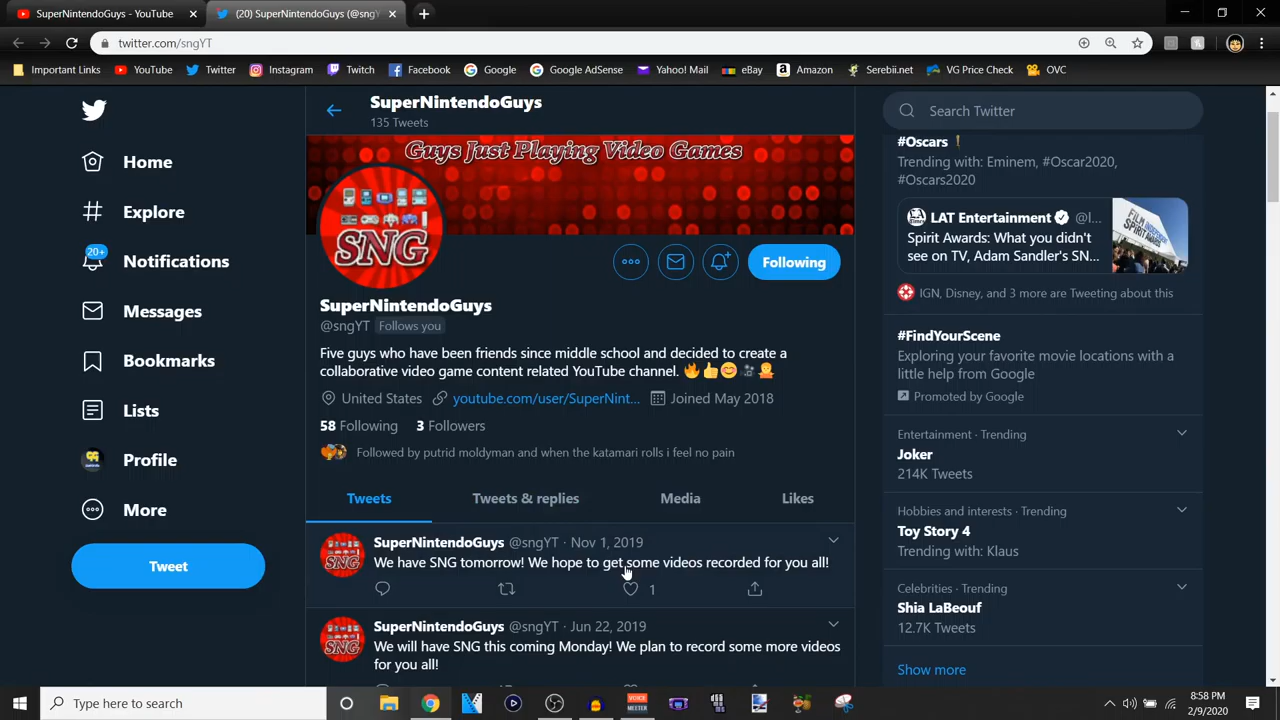 SuperNintendoGuys - YouTube
(20) SuperNintendoGuys (@sngY
twitter.com/sngYT
Important Links
YouTube
Twitter
Instagram
Twitch
Facebook
Google
Google AdSense
Yahoo! Mail
eBay
Amazon
Serebii.net
VG Price Check
OVC
SuperNintendoGuys
135 Tweets
Guys Just Playing Video Games
SNG
Following
SuperNintendoGuys
@sngYT Follows you
Five guys who have been friends since middle school and decided to create a
collaborative video game content related YouTube channel. 🔥👍😊
United States youtube.com/user/SuperNint... Joined May 2018
58 Following 3 Followers
Followed by putrid moldyman and when the katamari rolls i feel no pain
Tweets
Tweets & replies
Media
Likes
SNG
SuperNintendoGuys @sngYT · Nov 1, 2019
We have SNG tomorrow! We hope to get some videos recorded for you all!
1
SNG
SuperNintendoGuys @sngYT · Jun 22, 2019
We will have SNG this coming Monday! We plan to record some more videos
for you all!
Home
Explore
20+
Notifications
Messages
Bookmarks
Lists
Profile
More
Tweet
Search Twitter
#Oscars
Trending with: Eminem, #Oscar2020,
#Oscars2020
LAT Entertainment @l...
Spirit Awards: What you didn't
see on TV, Adam Sandler's SN...
IGN, Disney, and 3 more are Tweeting about this
#FindYourScene
Exploring your favorite movie locations with a
little help from Google
Promoted by Google
Entertainment · Trending
Joker
214K Tweets
Hobbies and interests · Trending
Toy Story 4
Trending with: Klaus
Celebrities · Trending
Shia LaBeouf
12.7K Tweets
Show more
Type here to search
VOICE
MEETER
8:58 PM
2/9/2020